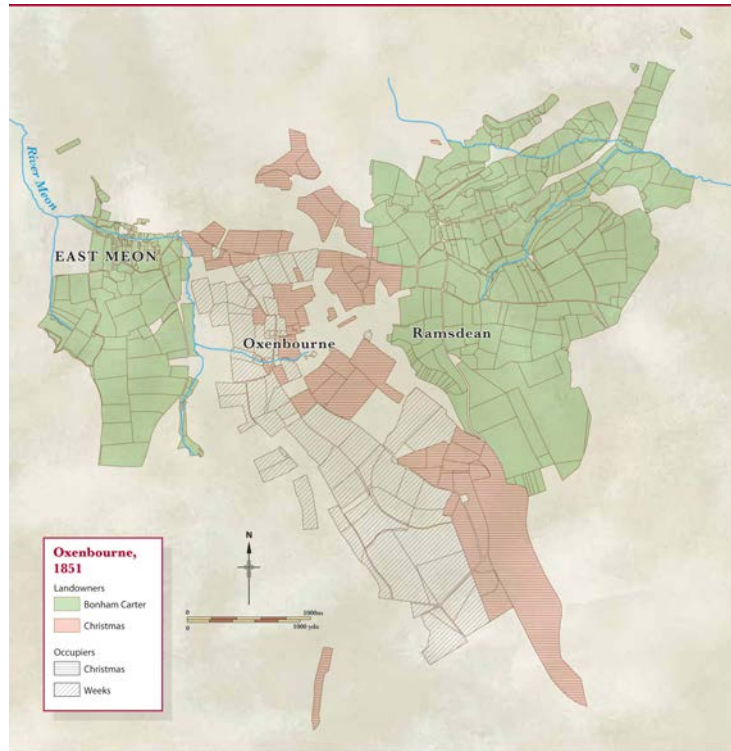 River Meon
EAST MEON
Oxenbourne
Ramsdean
Oxenbourne,
1851
Landowners
Bonham Carter
Christmas
Occupiers
Christmas
Weeks
N
0 1000m
0 1000 yds